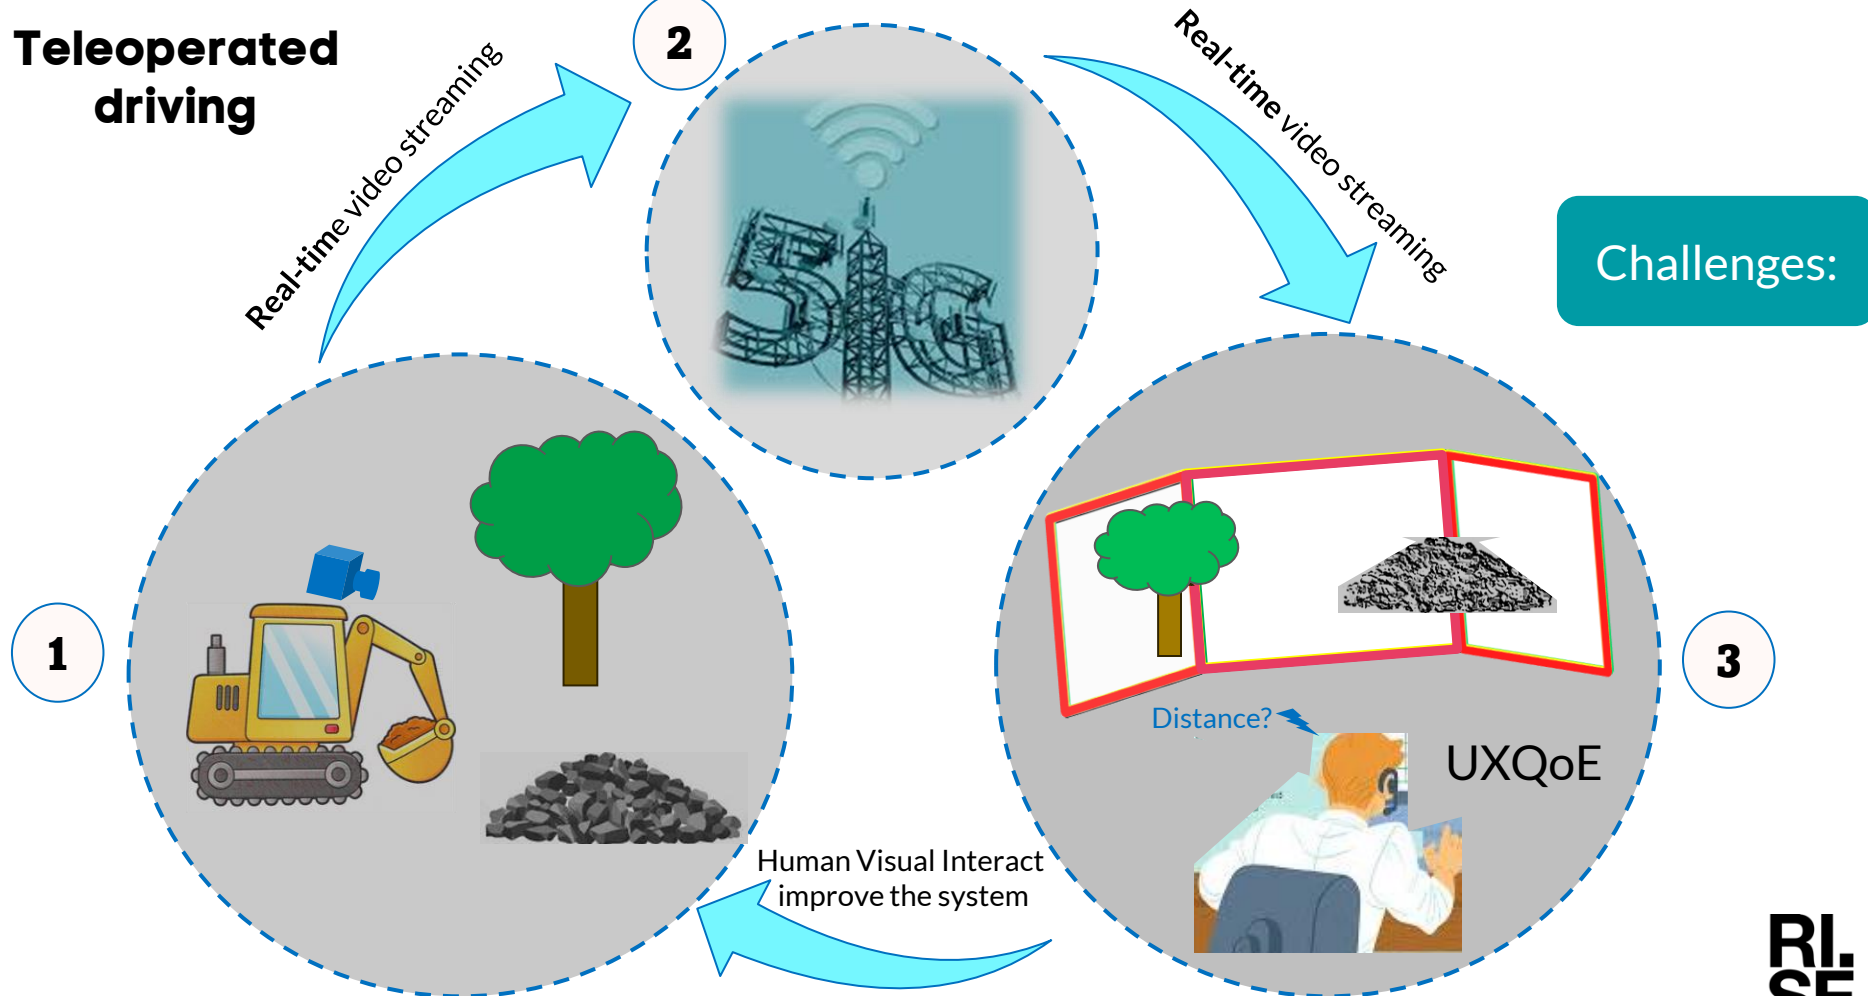 Teleoperated
driving
Real-time video streaming
2
Real-time video streaming
5G
Challenges:
1
3
Distance?
UXQoE
Human Visual Interact
improve the system
RI.
SE